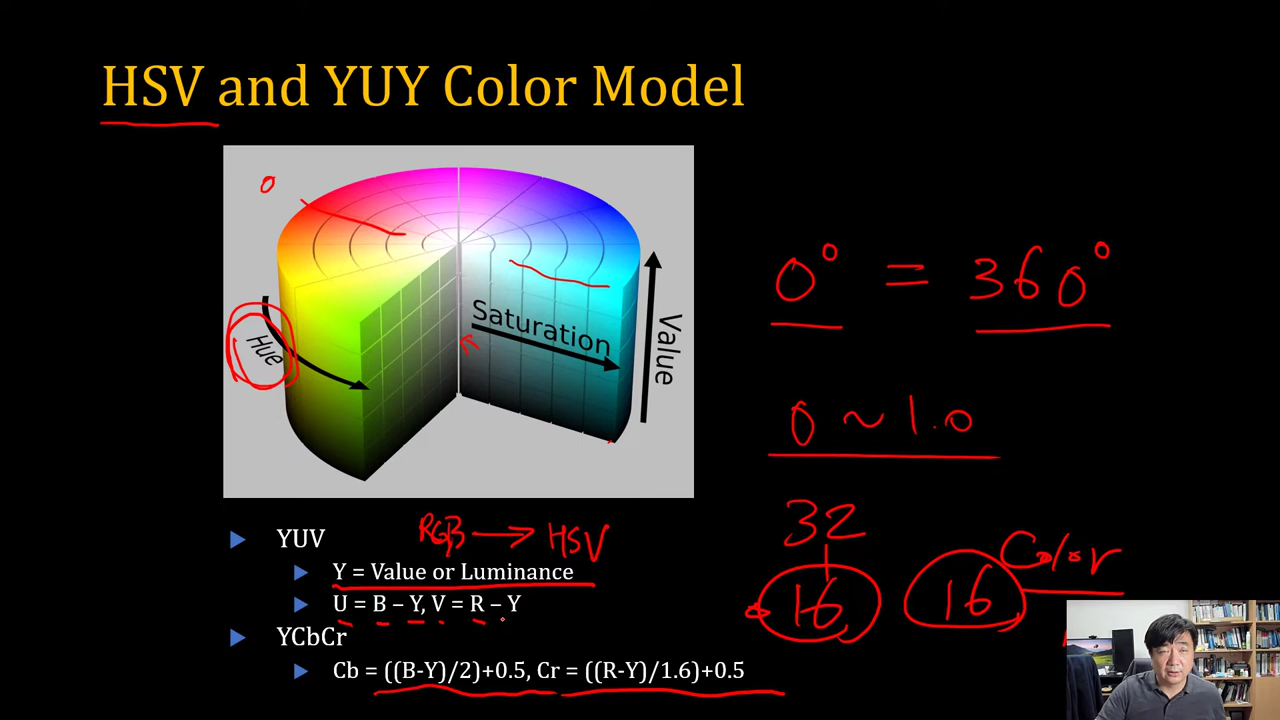 HSV and YUY Color Model
0
Saturation
Value
Hue
0° = 360°
0 ~ 1.0
32
16 16 Color
YUV
RGB → HSV
Y = Value or Luminance
U = B – Y, V = R – Y
YCbCr
Cb = ((B-Y)/2)+0.5, Cr = ((R-Y)/1.6)+0.5